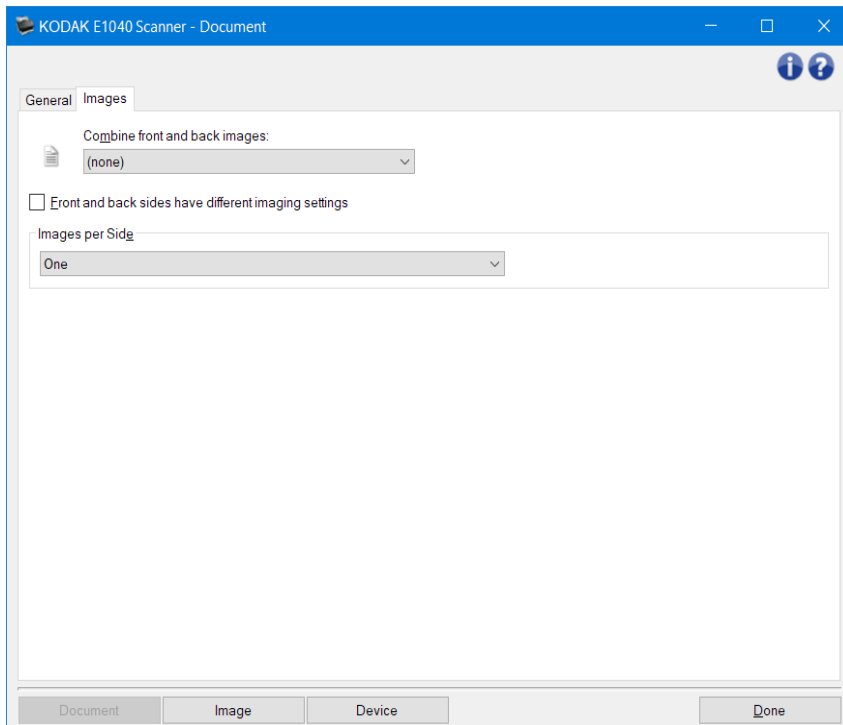 KODAK E1040 Scanner - Document
General Images
Combine front and back images:
(none)
Front and back sides have different imaging settings
Images per Side
One
Document Image Device Done